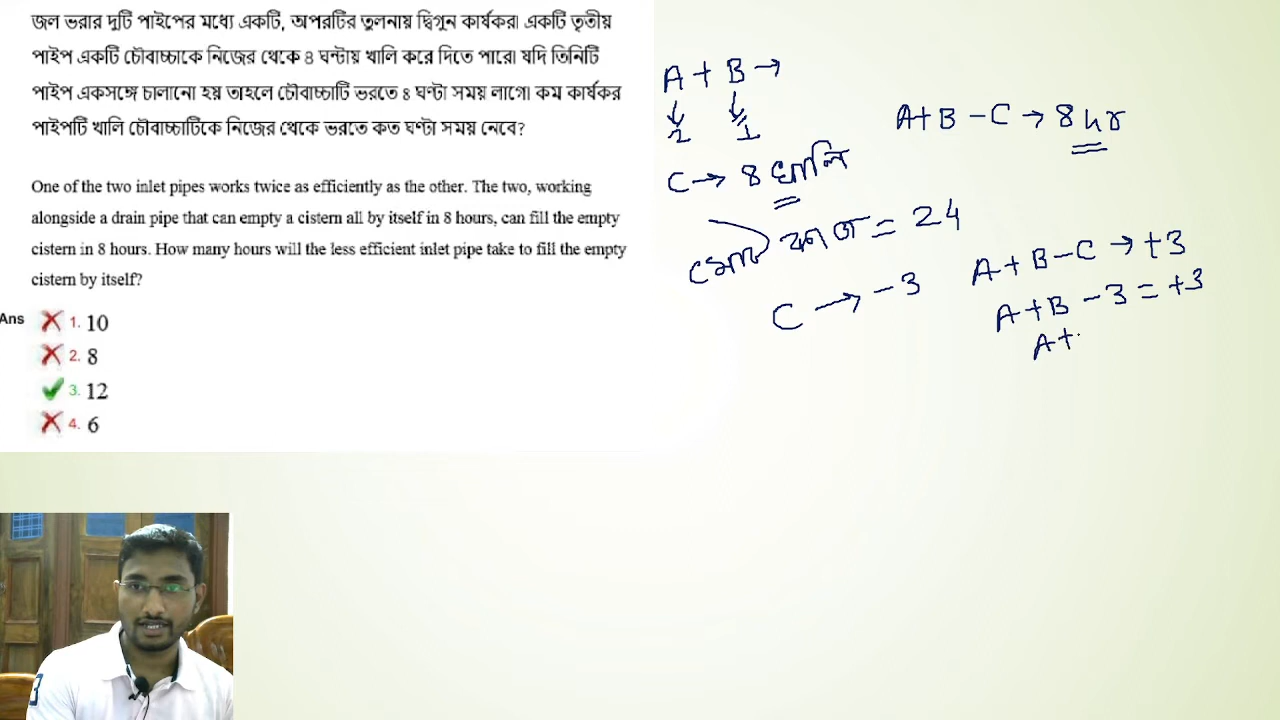 জল ভরার দুটি পাইপের মধ্যে একটি, অপরটির তুলনায় দ্বিগুন কার্যকর। একটি তৃতীয়
পাইপ একটি চৌবাচ্চাকে নিজের থেকে 8 ঘন্টায় খালি করে দিতে পারে। যদি তিনিটি
পাইপ একসঙ্গে চালানো হয় তাহলে চৌবাচ্চাটি ভরতে 8 ঘণ্টা সময় লাগে। কম কার্যকর
পাইপটি খালি চৌবাচ্চাটিকে নিজের থেকে ভরতে কত ঘণ্টা সময় নেবে?
One of the two inlet pipes works twice as efficiently as the other. The two, working
alongside a drain pipe that can empty a cistern all by itself in 8 hours, can fill the empty
cistern in 8 hours. How many hours will the less efficient inlet pipe take to fill the empty
cistern by itself?
Ans 1. 10
2. 8
3. 12
4. 6
A + B →
2 1
C → 8 খালি
মোট কাজ = 24
C → -3
A+B-C → 8 hr
A+B-C → +3
A+B-3=+3
A+